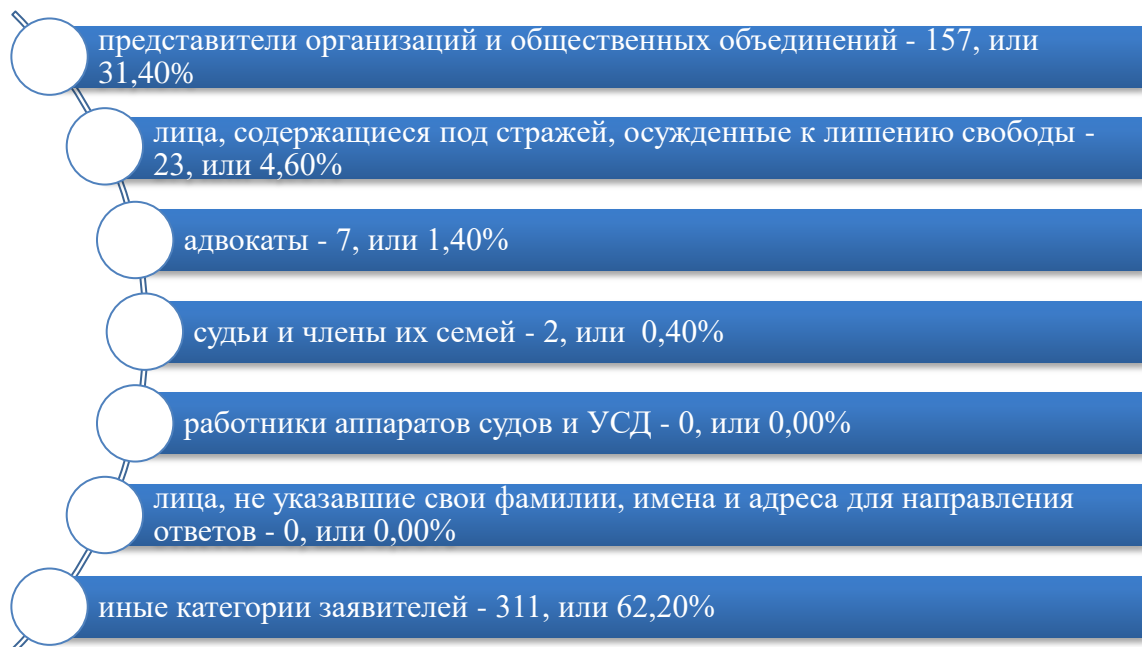 представители организаций и общественных объединений - 157, или
31,40%
лица, содержащиеся под стражей, осужденные к лишению свободы -
23, или 4,60%
адвокаты - 7, или 1,40%
судьи и члены их семей - 2, или  0,40%
работники аппаратов судов и УСД - 0, или 0,00%
лица, не указавшие свои фамилии, имена и адреса для направления
ответов - 0, или 0,00%
иные категории заявителей - 311, или 62,20%